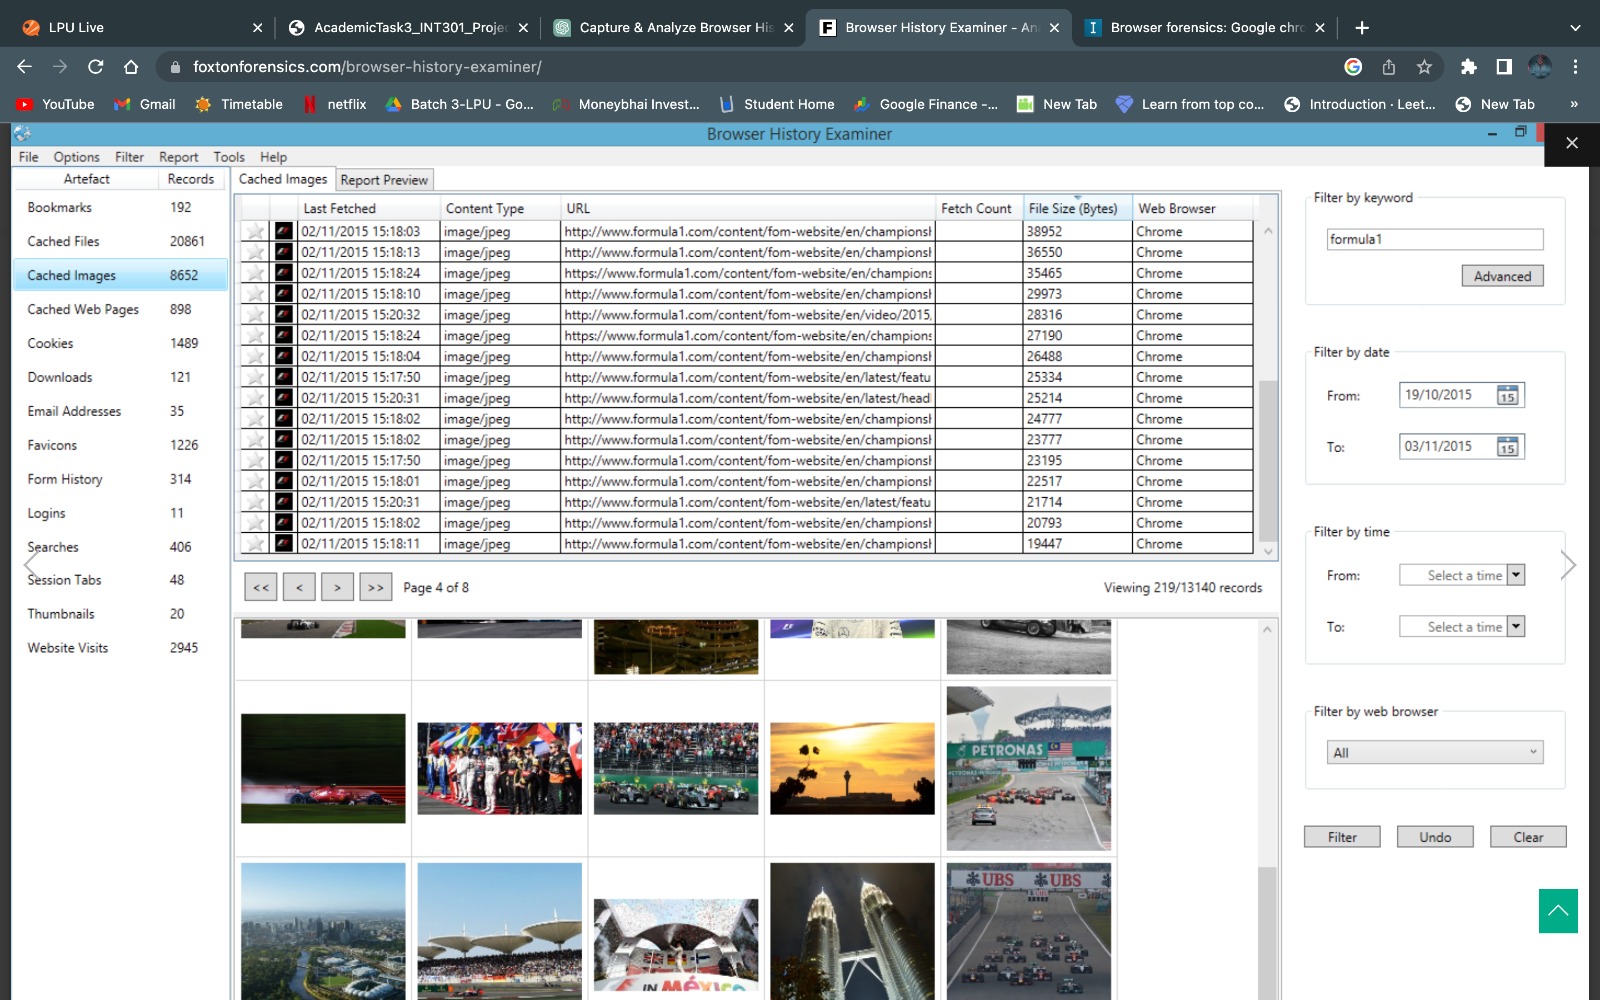 LPU Live
AcademicTask3_INT301_Proje
Capture & Analyze Browser His
Browser History Examiner - An
Browser forensics: Google chro
foxtonforensics.com/browser-history-examiner/
YouTube
Gmail
Timetable
netflix
Batch 3-LPU - Go...
Moneybhai Invest...
Student Home
Google Finance -...
New Tab
Learn from top co...
Introduction · Leet...
New Tab
»
Browser History Examiner
File Options Filter Report Tools Help
Artefact Records
Bookmarks 192
Cached Files 20861
Cached Images 8652
Cached Web Pages 898
Cookies 1489
Downloads 121
Email Addresses 35
Favicons 1226
Form History 314
Logins 11
Searches 406
Session Tabs 48
Thumbnails 20
Website Visits 2945
Cached Images Report Preview
Last Fetched Content Type URL Fetch Count File Size (Bytes) Web Browser
02/11/2015 15:18:03 image/jpeg http://www.formula1.com/content/fom-website/en/championsh 38952 Chrome
02/11/2015 15:18:13 image/jpeg http://www.formula1.com/content/fom-website/en/championsh 36550 Chrome
02/11/2015 15:18:24 image/jpeg https://www.formula1.com/content/fom-website/en/champions 35465 Chrome
02/11/2015 15:18:10 image/jpeg http://www.formula1.com/content/fom-website/en/championsh 29973 Chrome
02/11/2015 15:20:32 image/jpeg http://www.formula1.com/content/fom-website/en/video/2015, 28316 Chrome
02/11/2015 15:18:24 image/jpeg https://www.formula1.com/content/fom-website/en/champions 27190 Chrome
02/11/2015 15:18:04 image/jpeg http://www.formula1.com/content/fom-website/en/championsh 26488 Chrome
02/11/2015 15:17:50 image/jpeg http://www.formula1.com/content/fom-website/en/latest/featu 25334 Chrome
02/11/2015 15:20:31 image/jpeg http://www.formula1.com/content/fom-website/en/latest/headl 25214 Chrome
02/11/2015 15:18:02 image/jpeg http://www.formula1.com/content/fom-website/en/championsh 24777 Chrome
02/11/2015 15:18:02 image/jpeg http://www.formula1.com/content/fom-website/en/championsh 23777 Chrome
02/11/2015 15:17:50 image/jpeg http://www.formula1.com/content/fom-website/en/championsh 23195 Chrome
02/11/2015 15:18:01 image/jpeg http://www.formula1.com/content/fom-website/en/championsh 22517 Chrome
02/11/2015 15:20:31 image/jpeg http://www.formula1.com/content/fom-website/en/latest/featu 21714 Chrome
02/11/2015 15:18:02 image/jpeg http://www.formula1.com/content/fom-website/en/championsh 20793 Chrome
02/11/2015 15:18:11 image/jpeg http://www.formula1.com/content/fom-website/en/championsh 19447 Chrome
<< < > >> Page 4 of 8 Viewing 219/13140 records
PETRONAS
UBS UBS
IN MÉXICO
Filter by keyword
formula1
Advanced
Filter by date
From: 19/10/2015 15
To: 03/11/2015 15
Filter by time
From: Select a time
To: Select a time
Filter by web browser
All
Filter Undo Clear